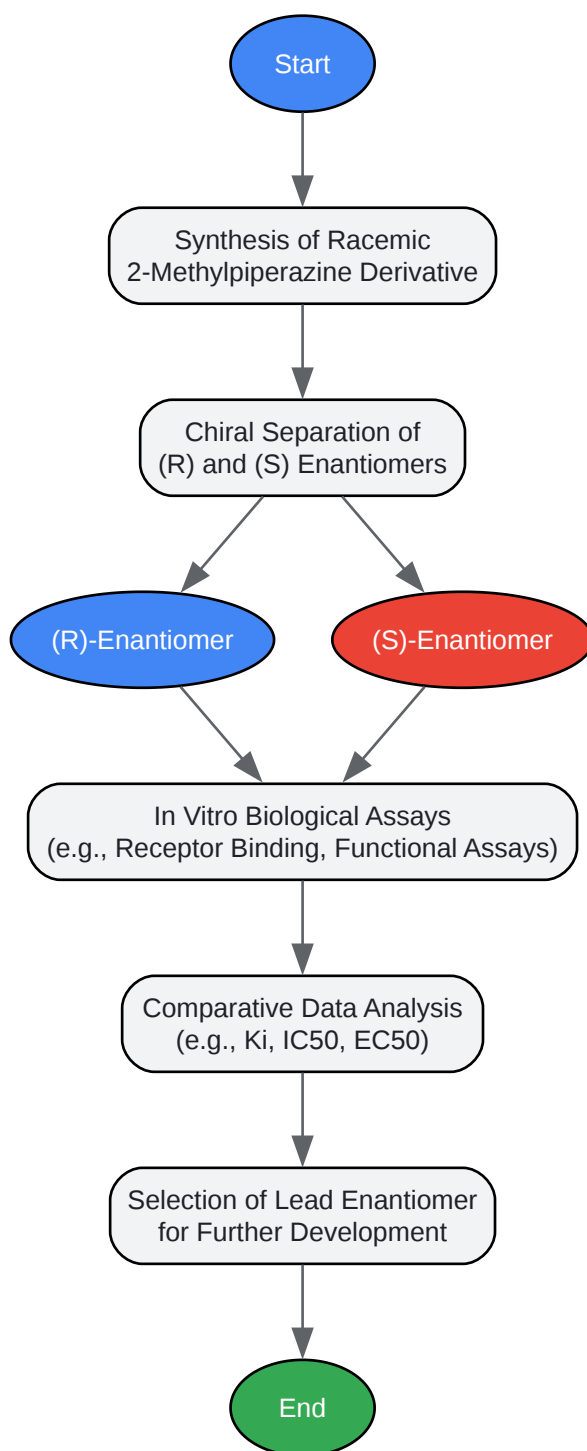 Start
Synthesis of Racemic
2-Methylpiperazine Derivative
Chiral Separation of
(R) and (S) Enantiomers
(R)-Enantiomer
(S)-Enantiomer
In Vitro Biological Assays
(e.g., Receptor Binding, Functional Assays)
Comparative Data Analysis
(e.g., Ki, IC50, EC50)
Selection of Lead Enantiomer
for Further Development
End